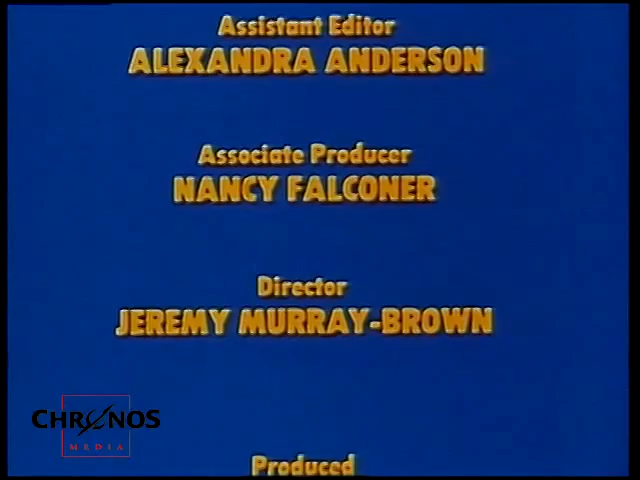 Assistant Editor
ALEXANDRA ANDERSON
Associate Producer
NANCY FALCONER
Director
JEREMY MURRAY-BROWN
CHRONOS
MEDIA
Produced